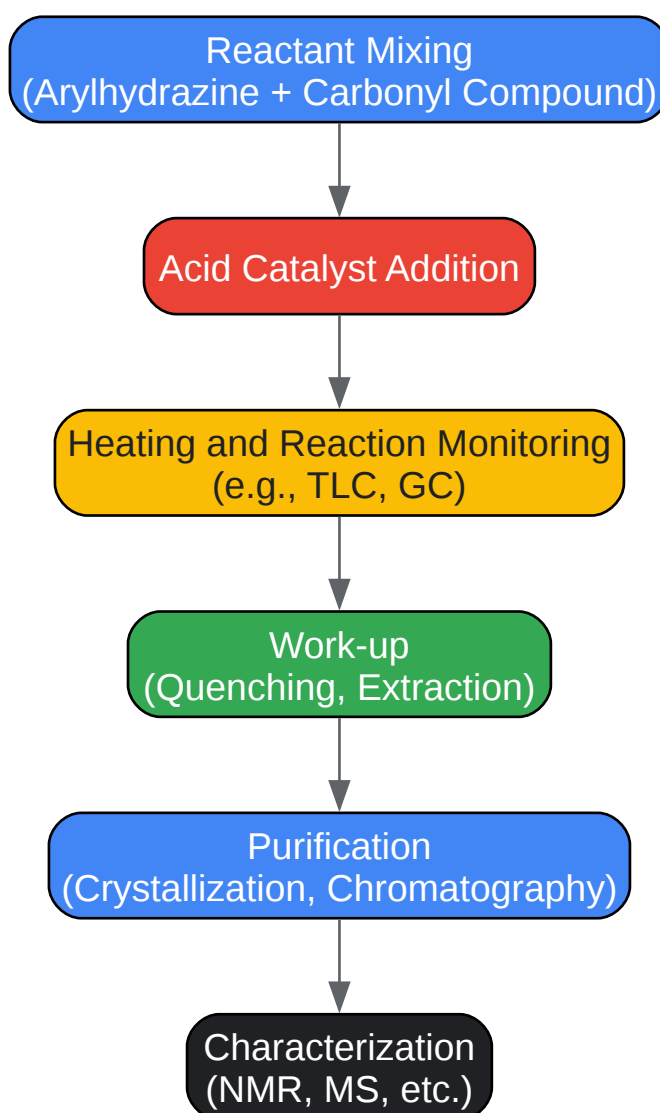 Reactant Mixing
(Arylhydrazine + Carbonyl Compound)
Acid Catalyst Addition
Heating and Reaction Monitoring
(e.g., TLC, GC)
Work-up
(Quenching, Extraction)
Purification
(Crystallization, Chromatography)
Characterization
(NMR, MS, etc.)